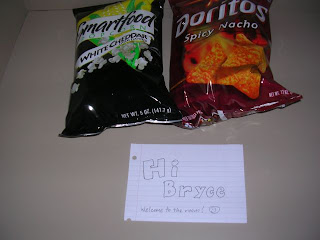 Smartfood
WHITE CHEDDAR
NET WT. 5 OZ. (141.7 g)
Doritos
Spicy Nacho
Hi
Bryce
Welcome to the room!